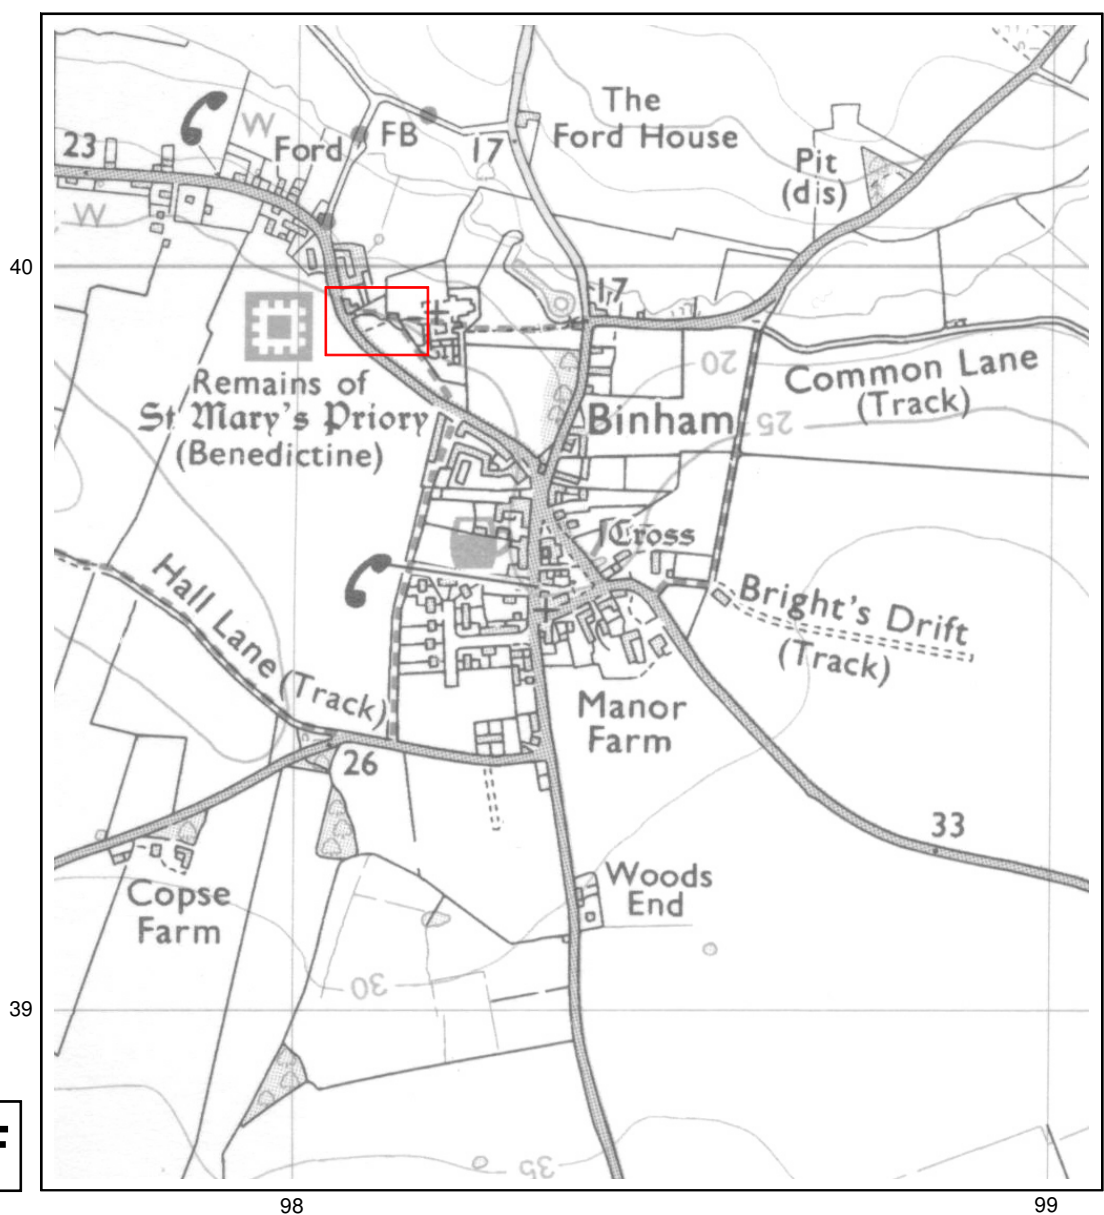 The
Ford House
FB
Ford
W
17
23
Pit
(dis)
W
40
17
Remains of
St Mary's Priory
(Benedictine)
20
Common Lane
(Track)
Binham
25
Cross
Hall Lane (Track)
Bright's Drift
(Track)
Manor
Farm
26
33
Copse
Farm
Woods
End
30
39
35
98
99